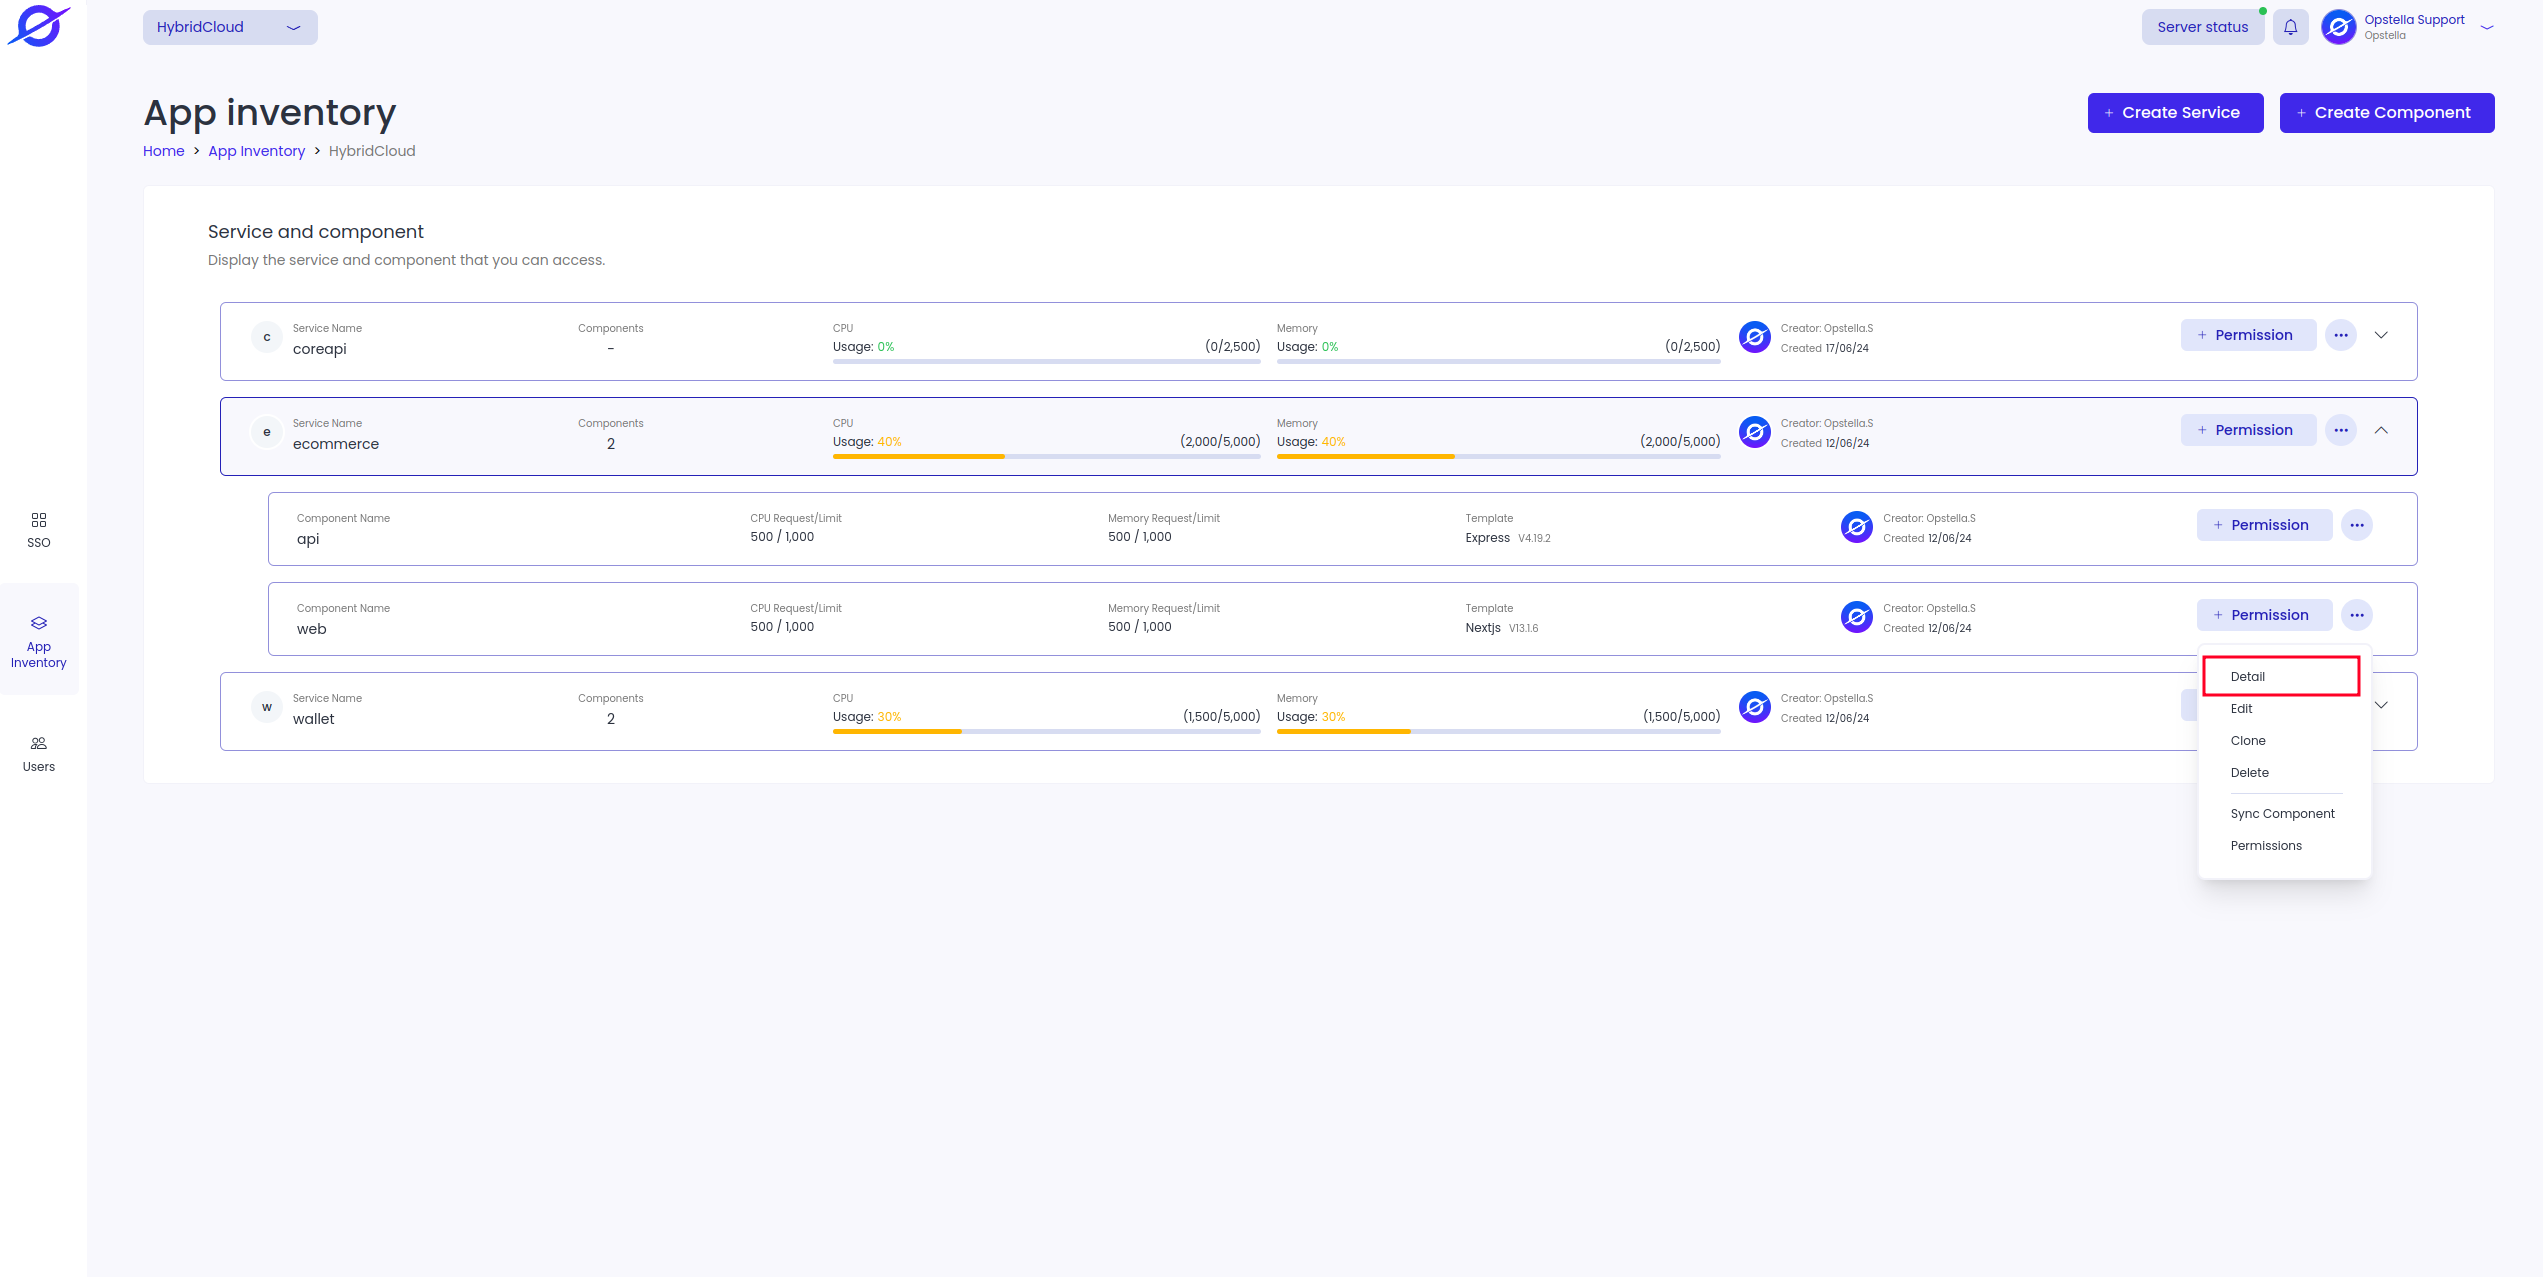 HybridCloud
Server status
Opstella Support
Opstella
App inventory
+ Create Service
+ Create Component
Home > App Inventory > HybridCloud
Service and component
Display the service and component that you can access.
c
Service Name
coreapi
Components
-
CPU
Usage: 0% (0/2,500)
Memory
Usage: 0% (0/2,500)
Creator: Opstella.S
Created 17/06/24
+ Permission
e
Service Name
ecommerce
Components
2
CPU
Usage: 40% (2,000/5,000)
Memory
Usage: 40% (2,000/5,000)
Creator: Opstella.S
Created 12/06/24
+ Permission
Component Name
api
CPU Request/Limit
500 / 1,000
Memory Request/Limit
500 / 1,000
Template
Express V4.19.2
Creator: Opstella.S
Created 12/06/24
+ Permission
Component Name
web
CPU Request/Limit
500 / 1,000
Memory Request/Limit
500 / 1,000
Template
Nextjs V13.1.6
Creator: Opstella.S
Created 12/06/24
+ Permission
w
Service Name
wallet
Components
2
CPU
Usage: 30% (1,500/5,000)
Memory
Usage: 30% (1,500/5,000)
Creator: Opstella.S
Created 12/06/24
Detail
Edit
Clone
Delete
Sync Component
Permissions
SSO
App
Inventory
Users